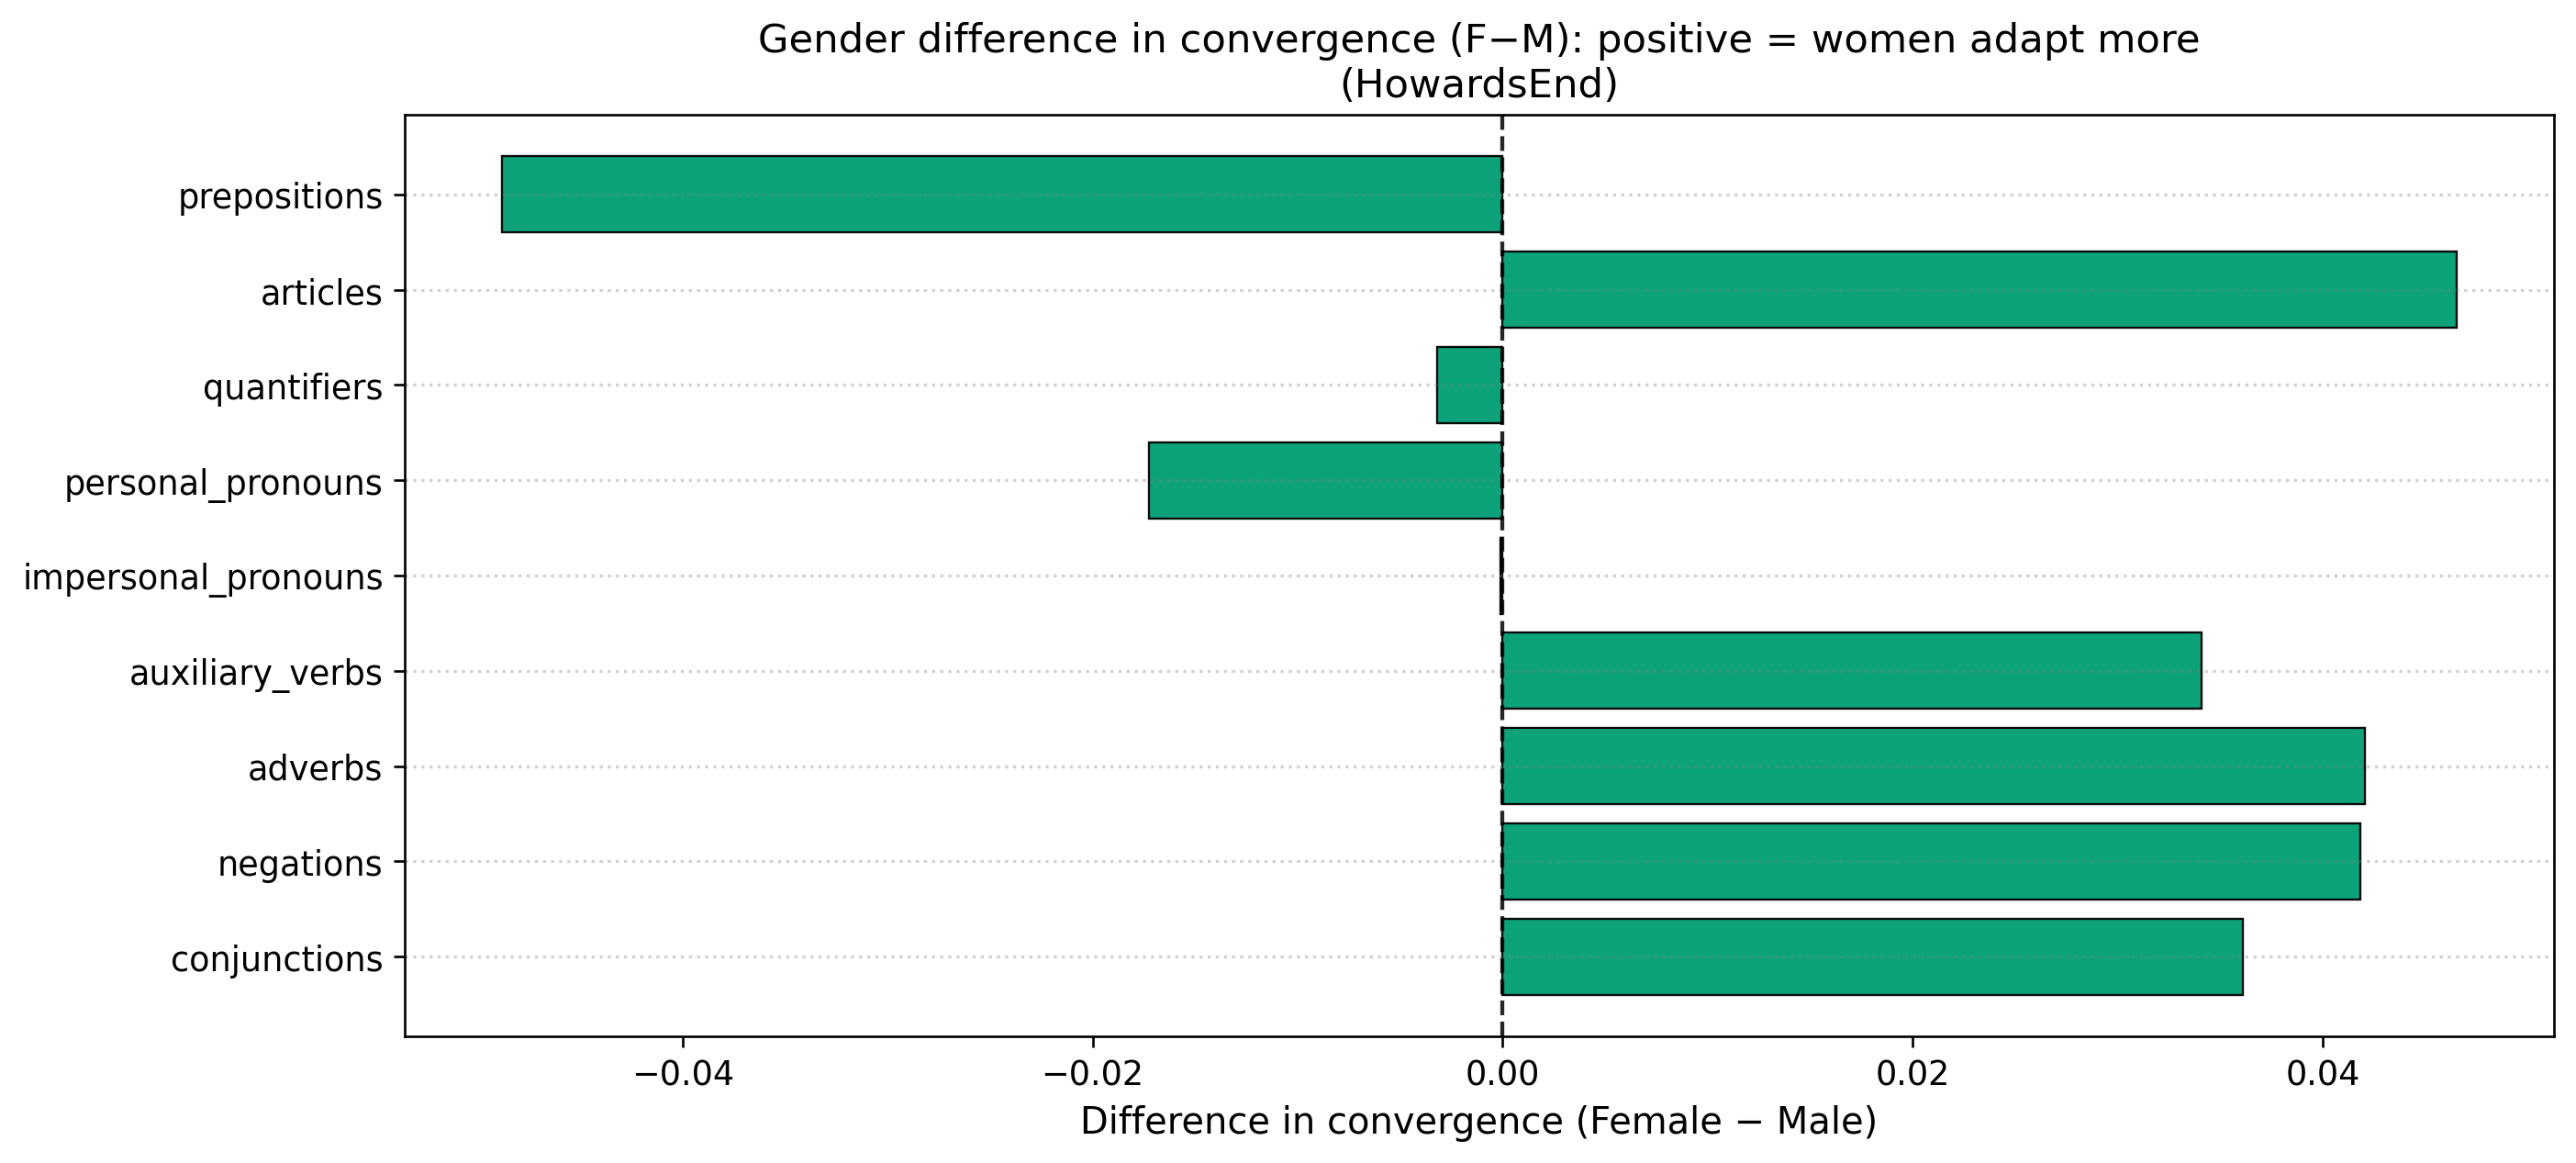 Gender difference in convergence (F−M): positive = women adapt more
(HowardsEnd)
prepositions
articles
quantifiers
personal_pronouns
impersonal_pronouns
auxiliary_verbs
adverbs
negations
conjunctions
−0.04 −0.02 0.00 0.02 0.04
Difference in convergence (Female − Male)